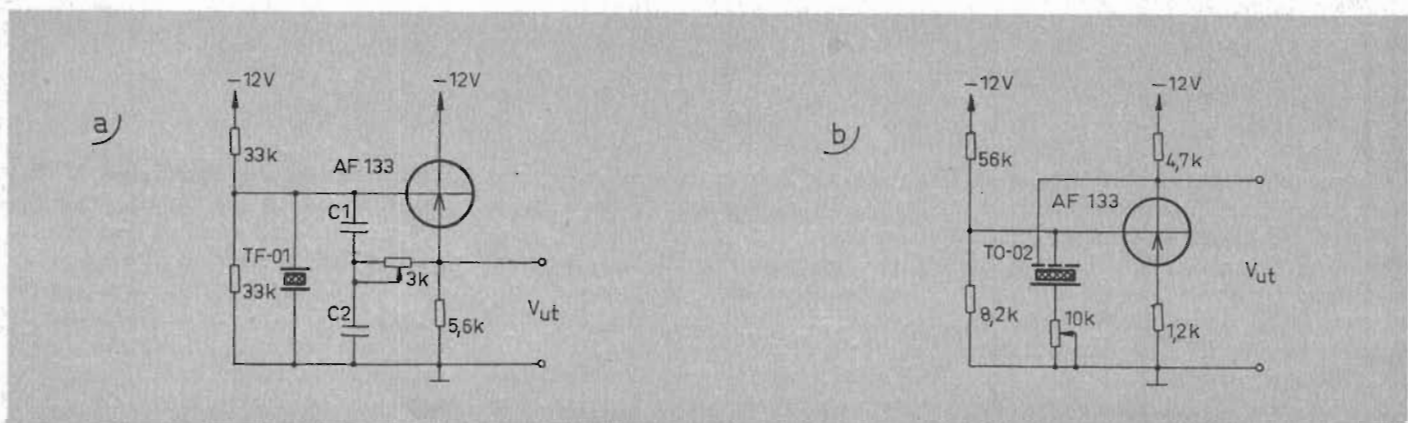 a)
-12V
-12V
33k
AF 133
C1
TF-01
33k
3k
C2
5,6k
Vut
b)
-12V
-12V
56k
4,7k
AF 133
TO-02
Vut
8,2k
10k
1,2k